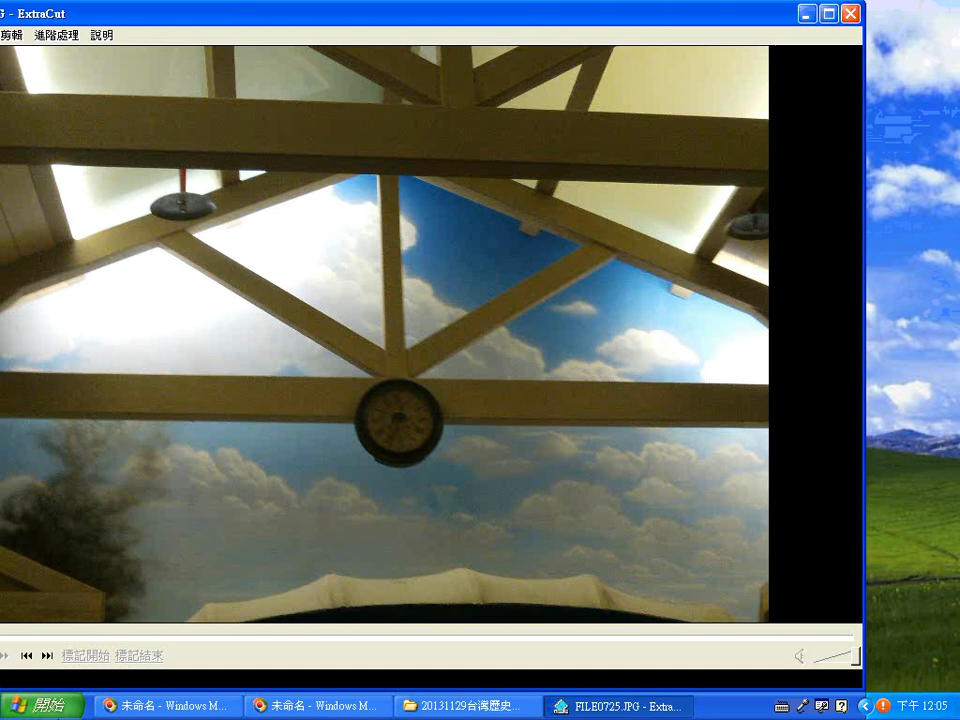 G - ExtraCut
剪輯 進階處理 說明
標記開始 標記結束
開始
未命名 - Windows M...
未命名 - Windows M...
20131129台灣歷史...
FILE0725.JPG - Extra...
下午 12:05